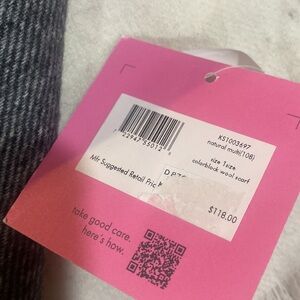 KS1003697
natural multi(108)
size 1size
colorblock wool scarf
Mfr Suggested Retail Pric
$118.00
take good care.
here's how.